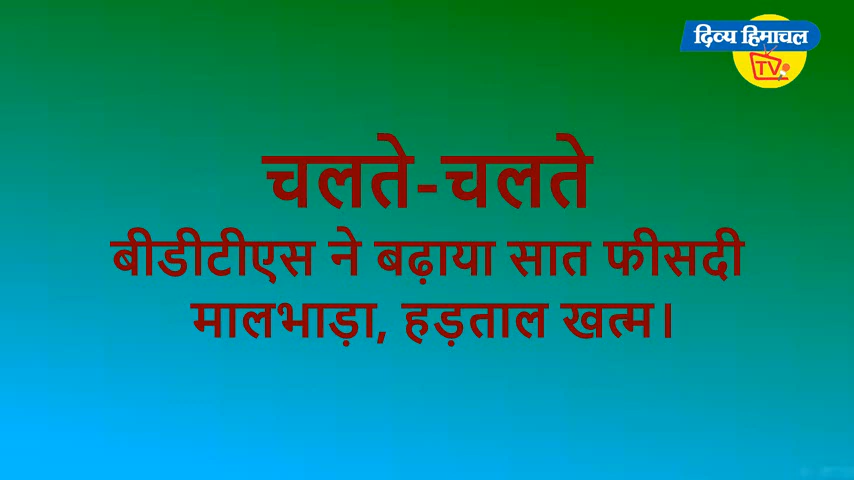 दिव्य हिमाचल
TV
चलते-चलते
बीडीटीएस ने बढ़ाया सात फीसदी
मालभाड़ा, हड़ताल खत्म।